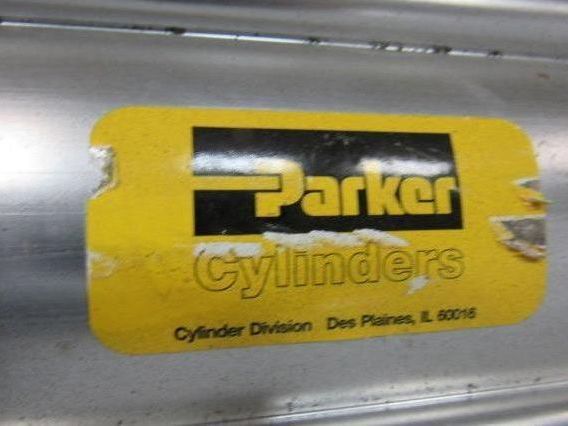 Parker
Cylinders
Cylinder Division Des Plaines, IL 60016